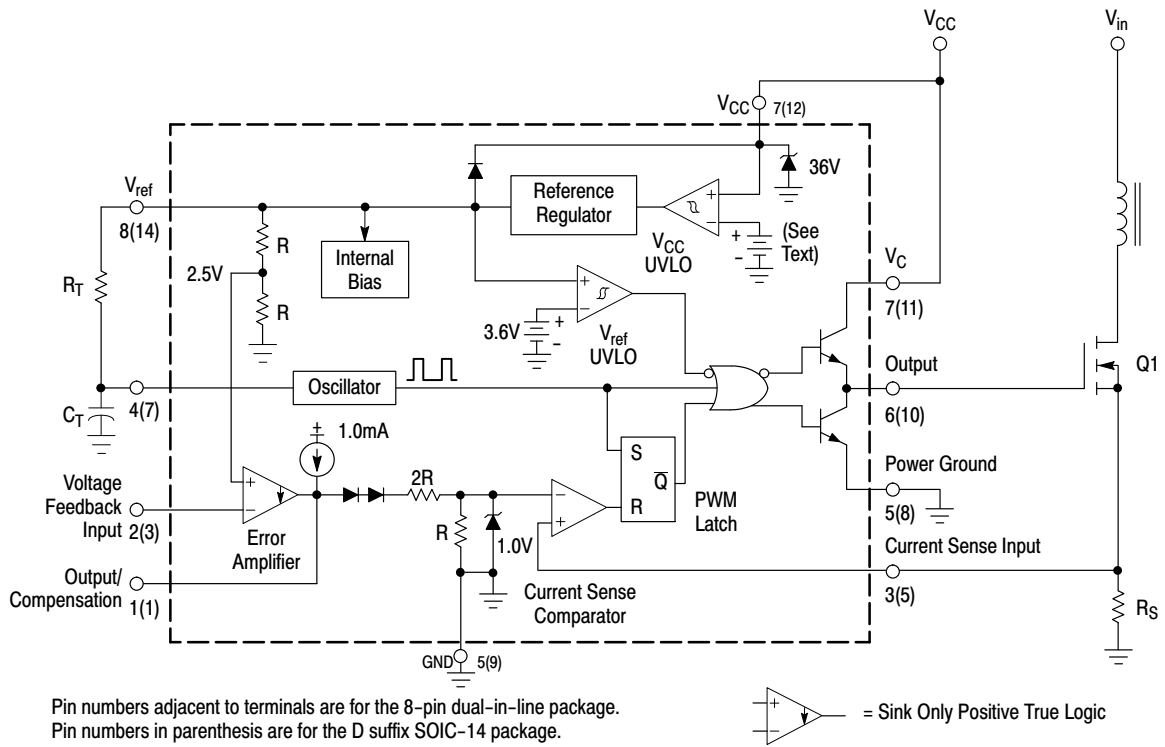 VCC
Vin
VCC 7(12)
Vref
8(14)
36V
Reference
Regulator
+
−
+
−
(See
Text)
VCC
UVLO
R
2.5V
R
Internal
Bias
RT
+
−
3.6V
+
−
Vref
UVLO
VC
7(11)
Output
6(10)
Q1
Oscillator
4(7)
CT
1.0mA
+
−
S
Q
R
PWM
Latch
Power Ground
5(8)
Voltage
Feedback
Input
2(3)
Error
Amplifier
2R
R
1.0V
−
+
Current Sense
Comparator
Current Sense Input
3(5)
RS
Output/
Compensation
1(1)
GND 5(9)
Pin numbers adjacent to terminals are for the 8−pin dual−in−line package.
Pin numbers in parenthesis are for the D suffix SOIC−14 package.
+
−
= Sink Only Positive True Logic